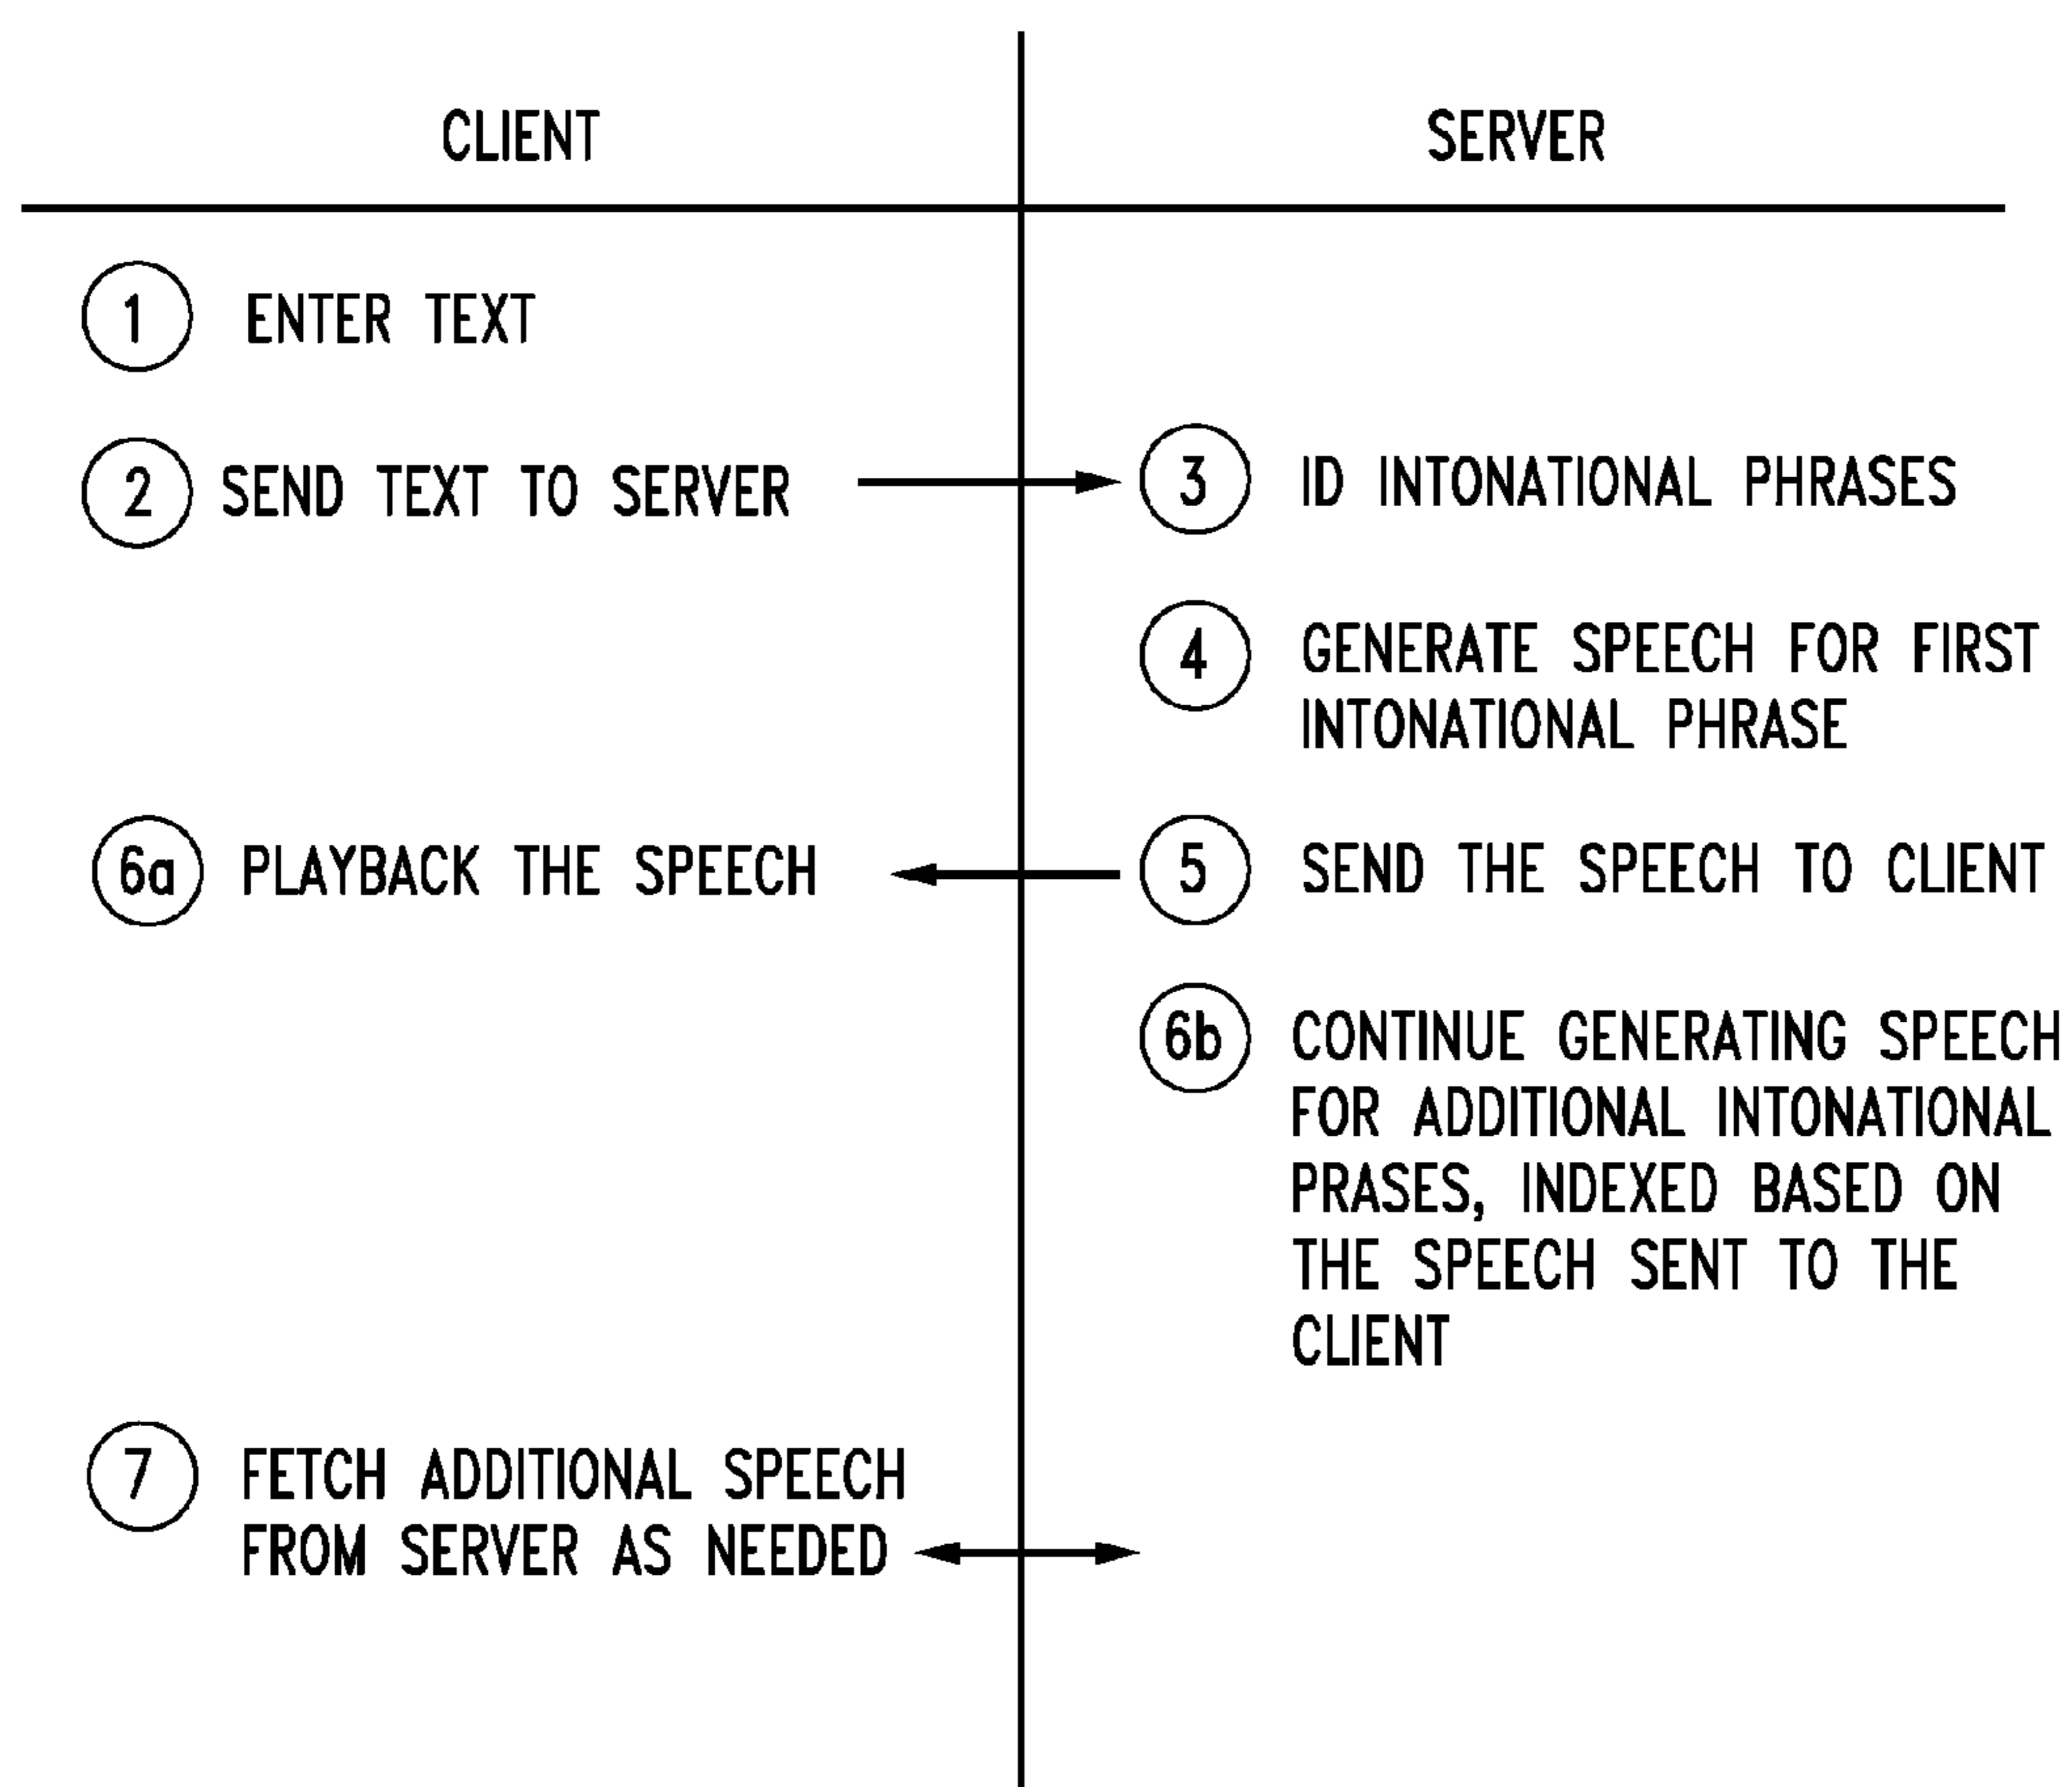 CLIENT
SERVER
1 ENTER TEXT
2 SEND TEXT TO SERVER
3 ID INTONATIONAL PHRASES
4 GENERATE SPEECH FOR FIRST
INTONATIONAL PHRASE
6a PLAYBACK THE SPEECH
5 SEND THE SPEECH TO CLIENT
6b CONTINUE GENERATING SPEECH
FOR ADDITIONAL INTONATIONAL
PRASES, INDEXED BASED ON
THE SPEECH SENT TO THE
CLIENT
7 FETCH ADDITIONAL SPEECH
FROM SERVER AS NEEDED